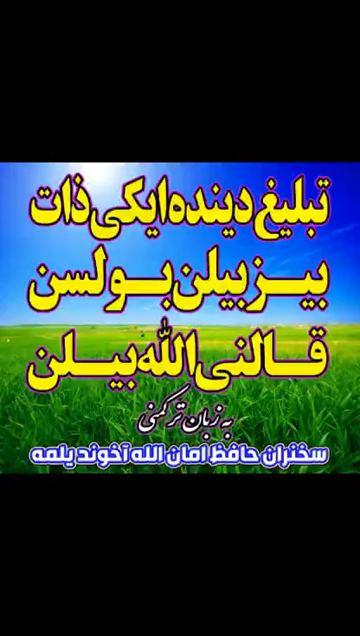 تبلیغ دینده ایکی ذات
بیزبیلن بولسن
قالنی الله بیلن
به زبان ترکمنی
سخنران حافظ امان الله آخوند یلمه